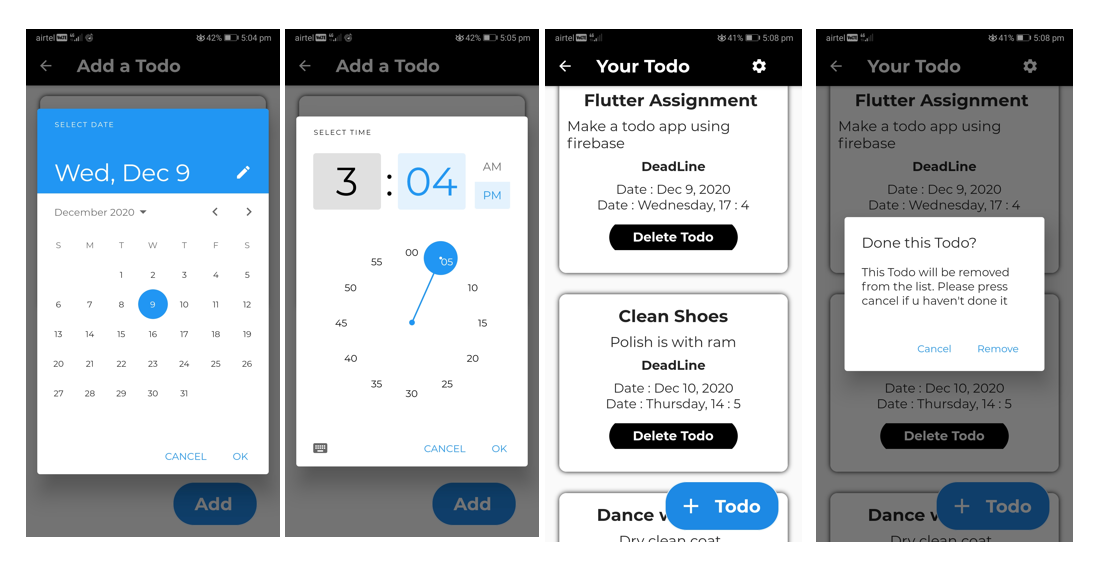 airtel 42% 5:04 pm
Add a Todo
SELECT DATE
Wed, Dec 9
December 2020
S M T W T F S
1 2 3 4 5
6 7 8 9 10 11 12
13 14 15 16 17 18 19
20 21 22 23 24 25 26
27 28 29 30 31
CANCEL OK
Add
airtel 42% 5:05 pm
Add a Todo
SELECT TIME
3 : 04
AM
PM
00
05
10
15
20
25
30
35
40
45
50
55
CANCEL OK
Add
airtel 41% 5:08 pm
Your Todo
Flutter Assignment
Make a todo app using
firebase
DeadLine
Date : Dec 9, 2020
Date : Wednesday, 17 : 4
Delete Todo
Clean Shoes
Polish is with ram
DeadLine
Date : Dec 10, 2020
Date : Thursday, 14 : 5
Delete Todo
Dance
+ Todo
Dry clean coat
airtel 41% 5:08 pm
Your Todo
Flutter Assignment
Make a todo app using
firebase
DeadLine
Date : Dec 9, 2020
Date : Wednesday, 17 : 4
Done this Todo?
This Todo will be removed
from the list. Please press
cancel if u haven't done it
Cancel Remove
Date : Dec 10, 2020
Date : Thursday, 14 : 5
Delete Todo
Dance
+ Todo
Dry clean coat